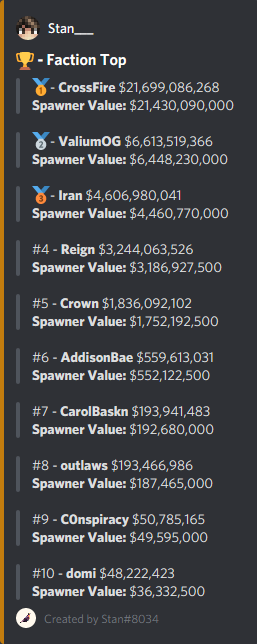 Stan___
🏆 - Faction Top
🥇 - CrossFire $21,699,086,268
Spawner Value: $21,430,090,000
🥈 - ValiumOG $6,613,519,366
Spawner Value: $6,448,230,000
🥉 - Iran $4,606,980,041
Spawner Value: $4,460,770,000
#4 - Reign $3,244,063,526
Spawner Value: $3,186,927,500
#5 - Crown $1,836,092,102
Spawner Value: $1,752,192,500
#6 - AddisonBae $559,613,031
Spawner Value: $552,122,500
#7 - CarolBaskn $193,941,483
Spawner Value: $192,680,000
#8 - outlaws $193,466,986
Spawner Value: $187,465,000
#9 - C0nspiracy $50,785,165
Spawner Value: $49,595,000
#10 - domi $48,222,423
Spawner Value: $36,332,500
Created by Stan#8034